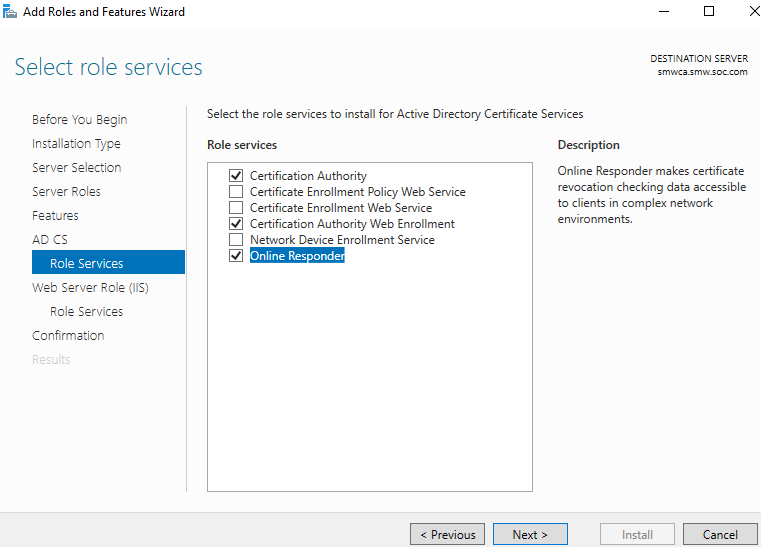 Add Roles and Features Wizard
Select role services
DESTINATION SERVER
smwca.smw.soc.com
Before You Begin
Installation Type
Server Selection
Server Roles
Features
AD CS
Role Services
Web Server Role (IIS)
Role Services
Confirmation
Results
Select the role services to install for Active Directory Certificate Services
Role services
Certification Authority
Certificate Enrollment Policy Web Service
Certificate Enrollment Web Service
Certification Authority Web Enrollment
Network Device Enrollment Service
Online Responder
Description
Online Responder makes certificate
revocation checking data accessible
to clients in complex network
environments.
< Previous
Next >
Install
Cancel